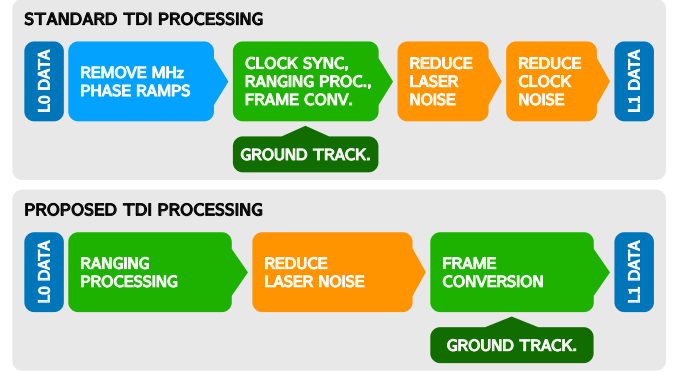 STANDARD TDI PROCESSING
L0 DATA
REMOVE MHz
PHASE RAMPS
CLOCK SYNC,
RANGING PROC.,
FRAME CONV.
REDUCE
LASER
NOISE
REDUCE
CLOCK
NOISE
L1 DATA
GROUND TRACK.
PROPOSED TDI PROCESSING
L0 DATA
RANGING
PROCESSING
REDUCE
LASER NOISE
FRAME
CONVERSION
L1 DATA
GROUND TRACK.